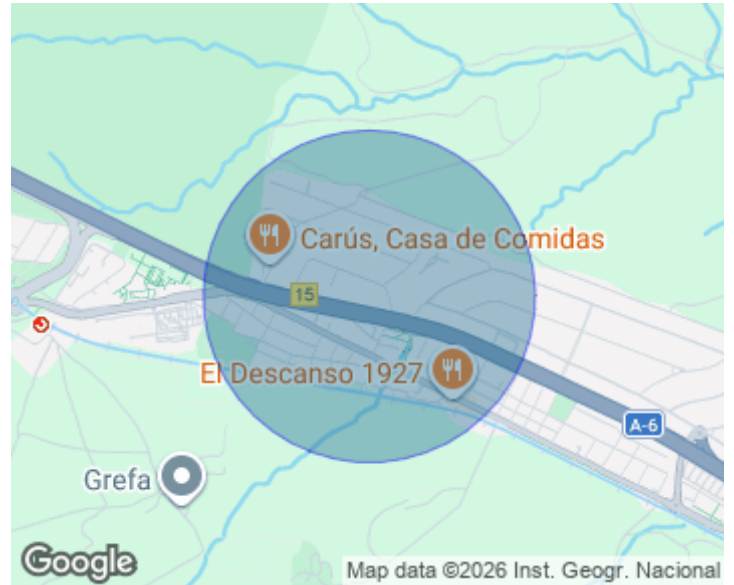 Carús, Casa de Comidas
15
El Descanso 1927
A-6
Grefa
Google
Map data ©2026 Inst. Geogr. Nacional